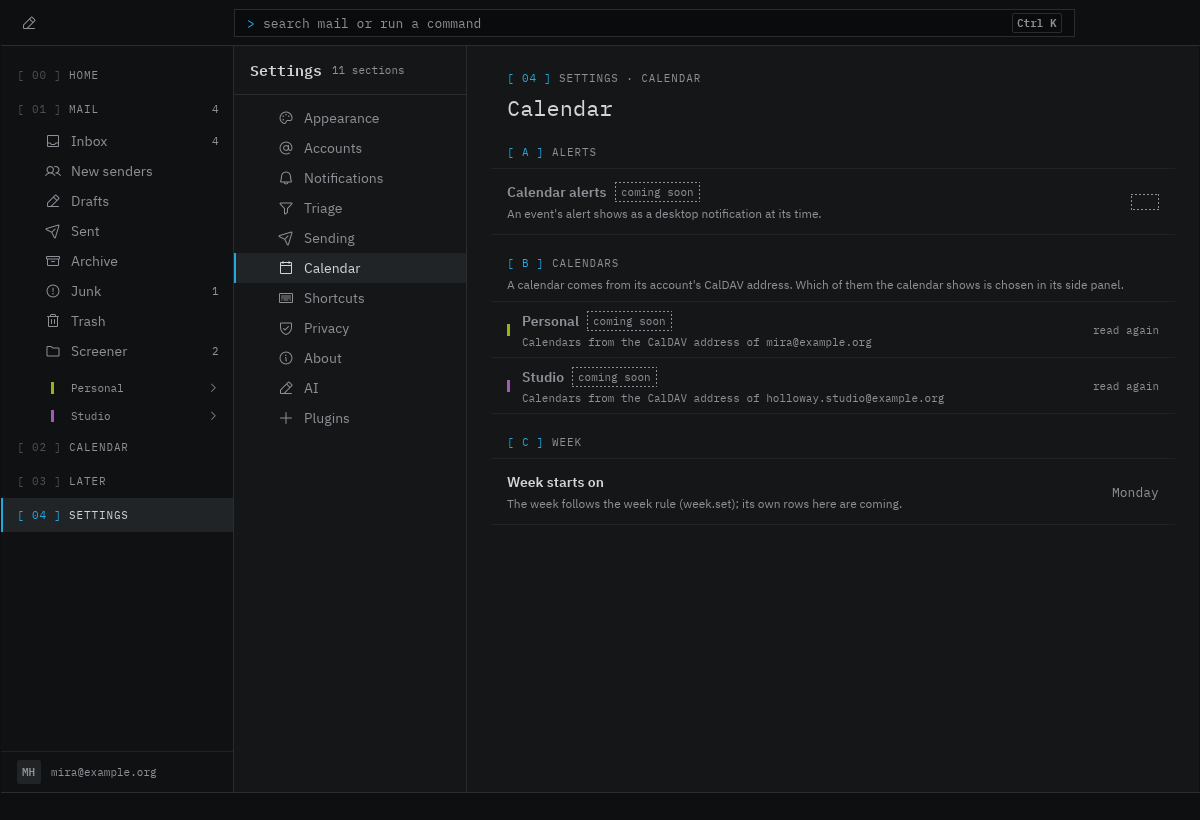 > search mail or run a command Ctrl K
[ 00 ] HOME
[ 01 ] MAIL 4
Inbox 4
New senders
Drafts
Sent
Archive
Junk 1
Trash
Screener 2
Personal
Studio
[ 02 ] CALENDAR
[ 03 ] LATER
[ 04 ] SETTINGS
MH mira@example.org
Settings 11 sections
Appearance
Accounts
Notifications
Triage
Sending
Calendar
Shortcuts
Privacy
About
AI
Plugins
[ 04 ] SETTINGS · CALENDAR
Calendar
[ A ] ALERTS
Calendar alerts coming soon
An event's alert shows as a desktop notification at its time.
[ B ] CALENDARS
A calendar comes from its account's CalDAV address. Which of them the calendar shows is chosen in its side panel.
Personal coming soon
Calendars from the CalDAV address of mira@example.org
read again
Studio coming soon
Calendars from the CalDAV address of holloway.studio@example.org
read again
[ C ] WEEK
Week starts on
The week follows the week rule (week.set); its own rows here are coming.
Monday